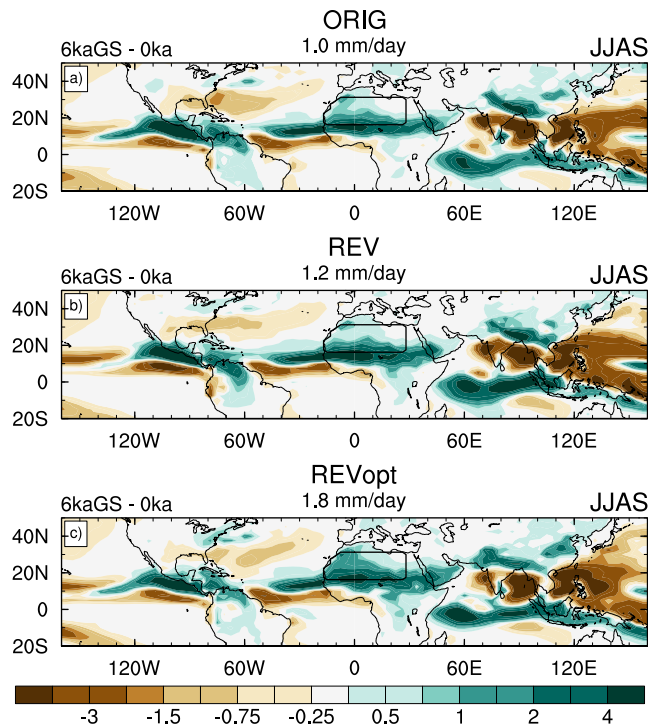 ORIG
6kaGS - 0ka 1.0 mm/day JJAS
a)
40N
20N
0
20S
120W 60W 0 60E 120E
REV
6kaGS - 0ka 1.2 mm/day JJAS
b)
40N
20N
0
20S
120W 60W 0 60E 120E
REVopt
6kaGS - 0ka 1.8 mm/day JJAS
c)
40N
20N
0
20S
120W 60W 0 60E 120E
-3 -1.5 -0.75 -0.25 0.5 1 2 4